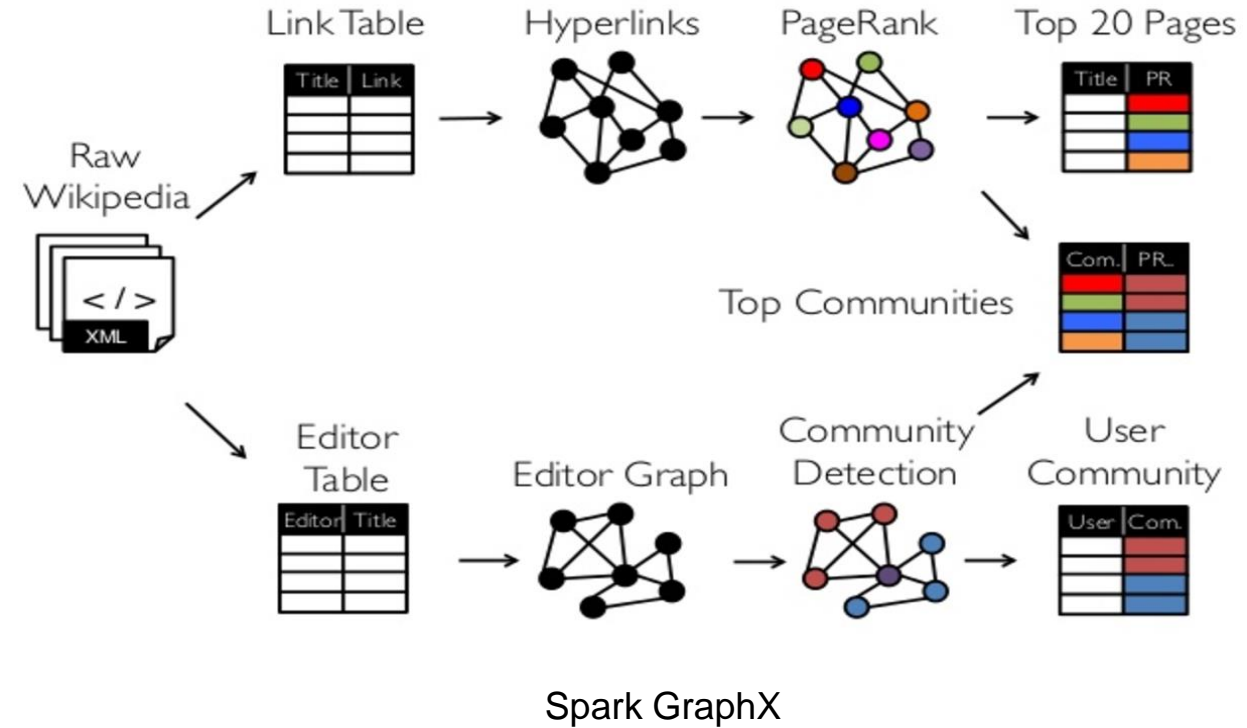 Link Table
Hyperlinks
PageRank
Top 20 Pages
Title Link
Title PR
Raw
Wikipedia
</>
XML
Com. PR..
Top Communities
Editor
Table
Editor Graph
Community
Detection
User
Community
Editor Title
User Com.
Spark GraphX